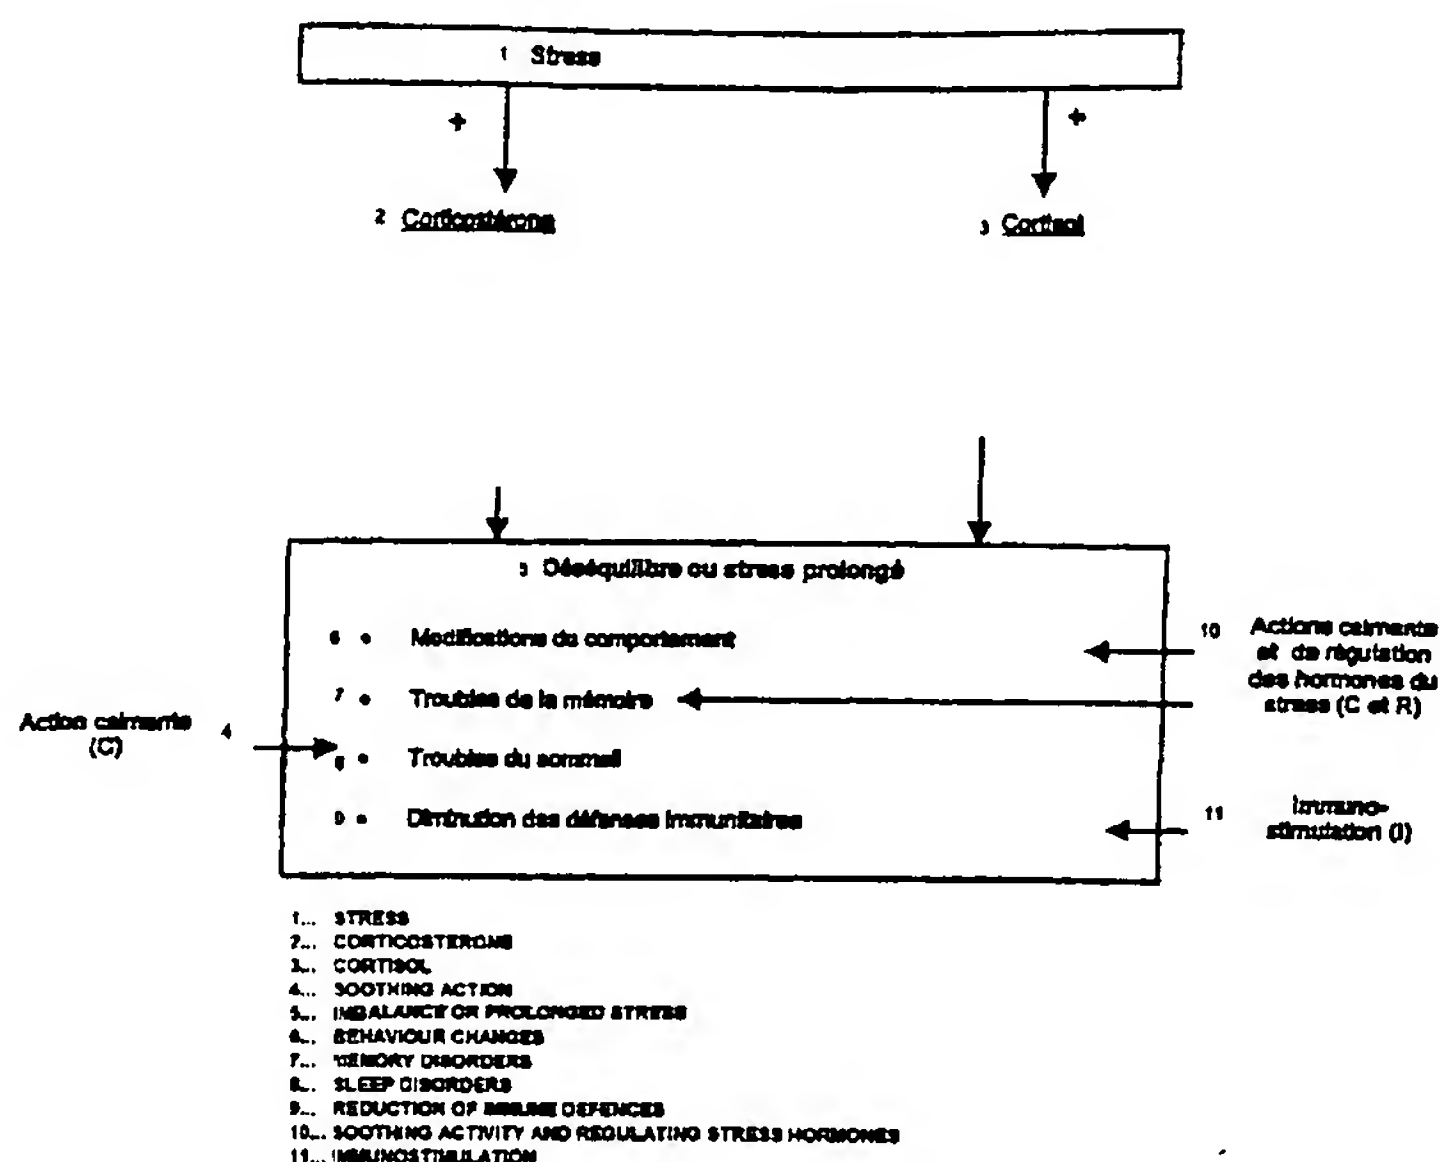 1 Stress
+ +
2 Corticostérone 3 Cortisol
Déséquilibre ou stress prolongé
6 • Modifications du comportement
7 • Troubles de la mémoire
8 • Troubles du sommeil
9 • Diminution des défenses immunitaires
Action calmante 4
(C)
10 Actions calmante
et de régulation
des hormones du
stress (C et R)
11 Immuno-
stimulation (I)
1... STRESS
2... CORTICOSTERONE
3... CORTISOL
4... SOOTHING ACTION
5... IMBALANCE OR PROLONGED STRESS
6... BEHAVIOUR CHANGES
7... MEMORY DISORDERS
8... SLEEP DISORDERS
9... REDUCTION OF IMMUNE DEFENCES
10... SOOTHING ACTIVITY AND REGULATING STRESS HORMONES
11... IMMUNOSTIMULATION